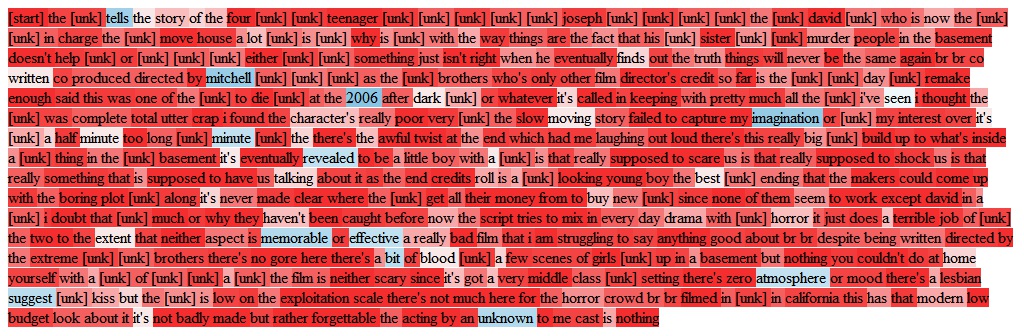 [start] the [unk] tells the story of the four [unk] [unk] teenager [unk] [unk] [unk] [unk] joseph [unk] [unk] [unk] [unk] the [unk] david [unk] who is now the [unk]
[unk] in charge the [unk] move house a lot [unk] is [unk] why is [unk] with the way things are the fact that his [unk] sister [unk] [unk] murder people in the basement
doesn't help [unk] or [unk] [unk] [unk] either [unk] [unk] something just isn't right when he eventually finds out the truth things will never be the same again br br co
written co produced directed by mitchell [unk] [unk] [unk] as the [unk] brothers who's only other film director's credit so far is the [unk] [unk] day [unk] remake
enough said this was one of the [unk] to die [unk] at the 2006 after dark [unk] or whatever it's called in keeping with pretty much all the [unk] i've seen i thought the
[unk] was complete total utter crap i found the character's really poor very [unk] the slow moving story failed to capture my imagination or [unk] my interest over it's
[unk] a half minute too long [unk] minute [unk] the there's the awful twist at the end which had me laughing out loud there's this really big [unk] build up to what's inside
a [unk] thing in the [unk] basement it's eventually revealed to be a little boy with a [unk] is that really supposed to scare us is that really supposed to shock us is that
really something that is supposed to have us talking about it as the end credits roll is a [unk] looking young boy the best [unk] ending that the makers could come up
with the boring plot [unk] along it's never made clear where the [unk] get all their money from to buy new [unk] since none of them seem to work except david in a
[unk] i doubt that [unk] much or why they haven't been caught before now the script tries to mix in every day drama with [unk] horror it just does a terrible job of [unk]
the two to the extent that neither aspect is memorable or effective a really bad film that i am struggling to say anything good about br br despite being written directed by
the extreme [unk] [unk] brothers there's no gore here there's a bit of blood [unk] a few scenes of girls [unk] up in a basement but nothing you couldn't do at home
yourself with a [unk] of [unk] [unk] a [unk] the film is neither scary since it's got a very middle class [unk] setting there's zero atmosphere or mood there's a lesbian
suggest [unk] kiss but the [unk] is low on the exploitation scale there's not much here for the horror crowd br br filmed in [unk] in california this has that modern low
budget look about it it's not badly made but rather forgettable the acting by an unknown to me cast is nothing